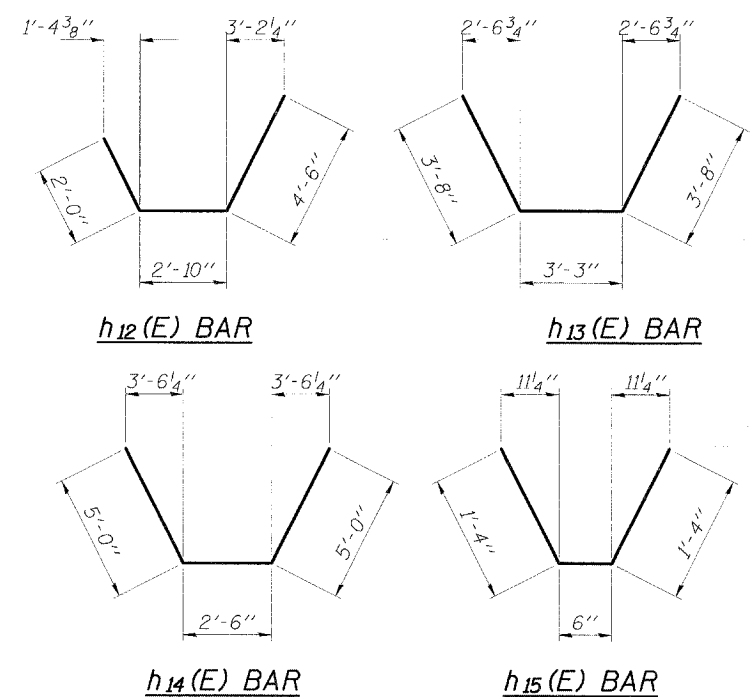 1'-4 3/8" 3'-2 1/4"
2'-0"
4'-6"
2'-10"
h12(E) BAR
2'-6 3/4" 2'-6 3/4"
3'-8"
3'-8"
3'-3"
h13(E) BAR
3'-6 1/4" 3'-6 1/4"
5'-0"
5'-0"
2'-6"
h14(E) BAR
11 1/4" 11 1/4"
1'-4"
1'-4"
6"
h15(E) BAR